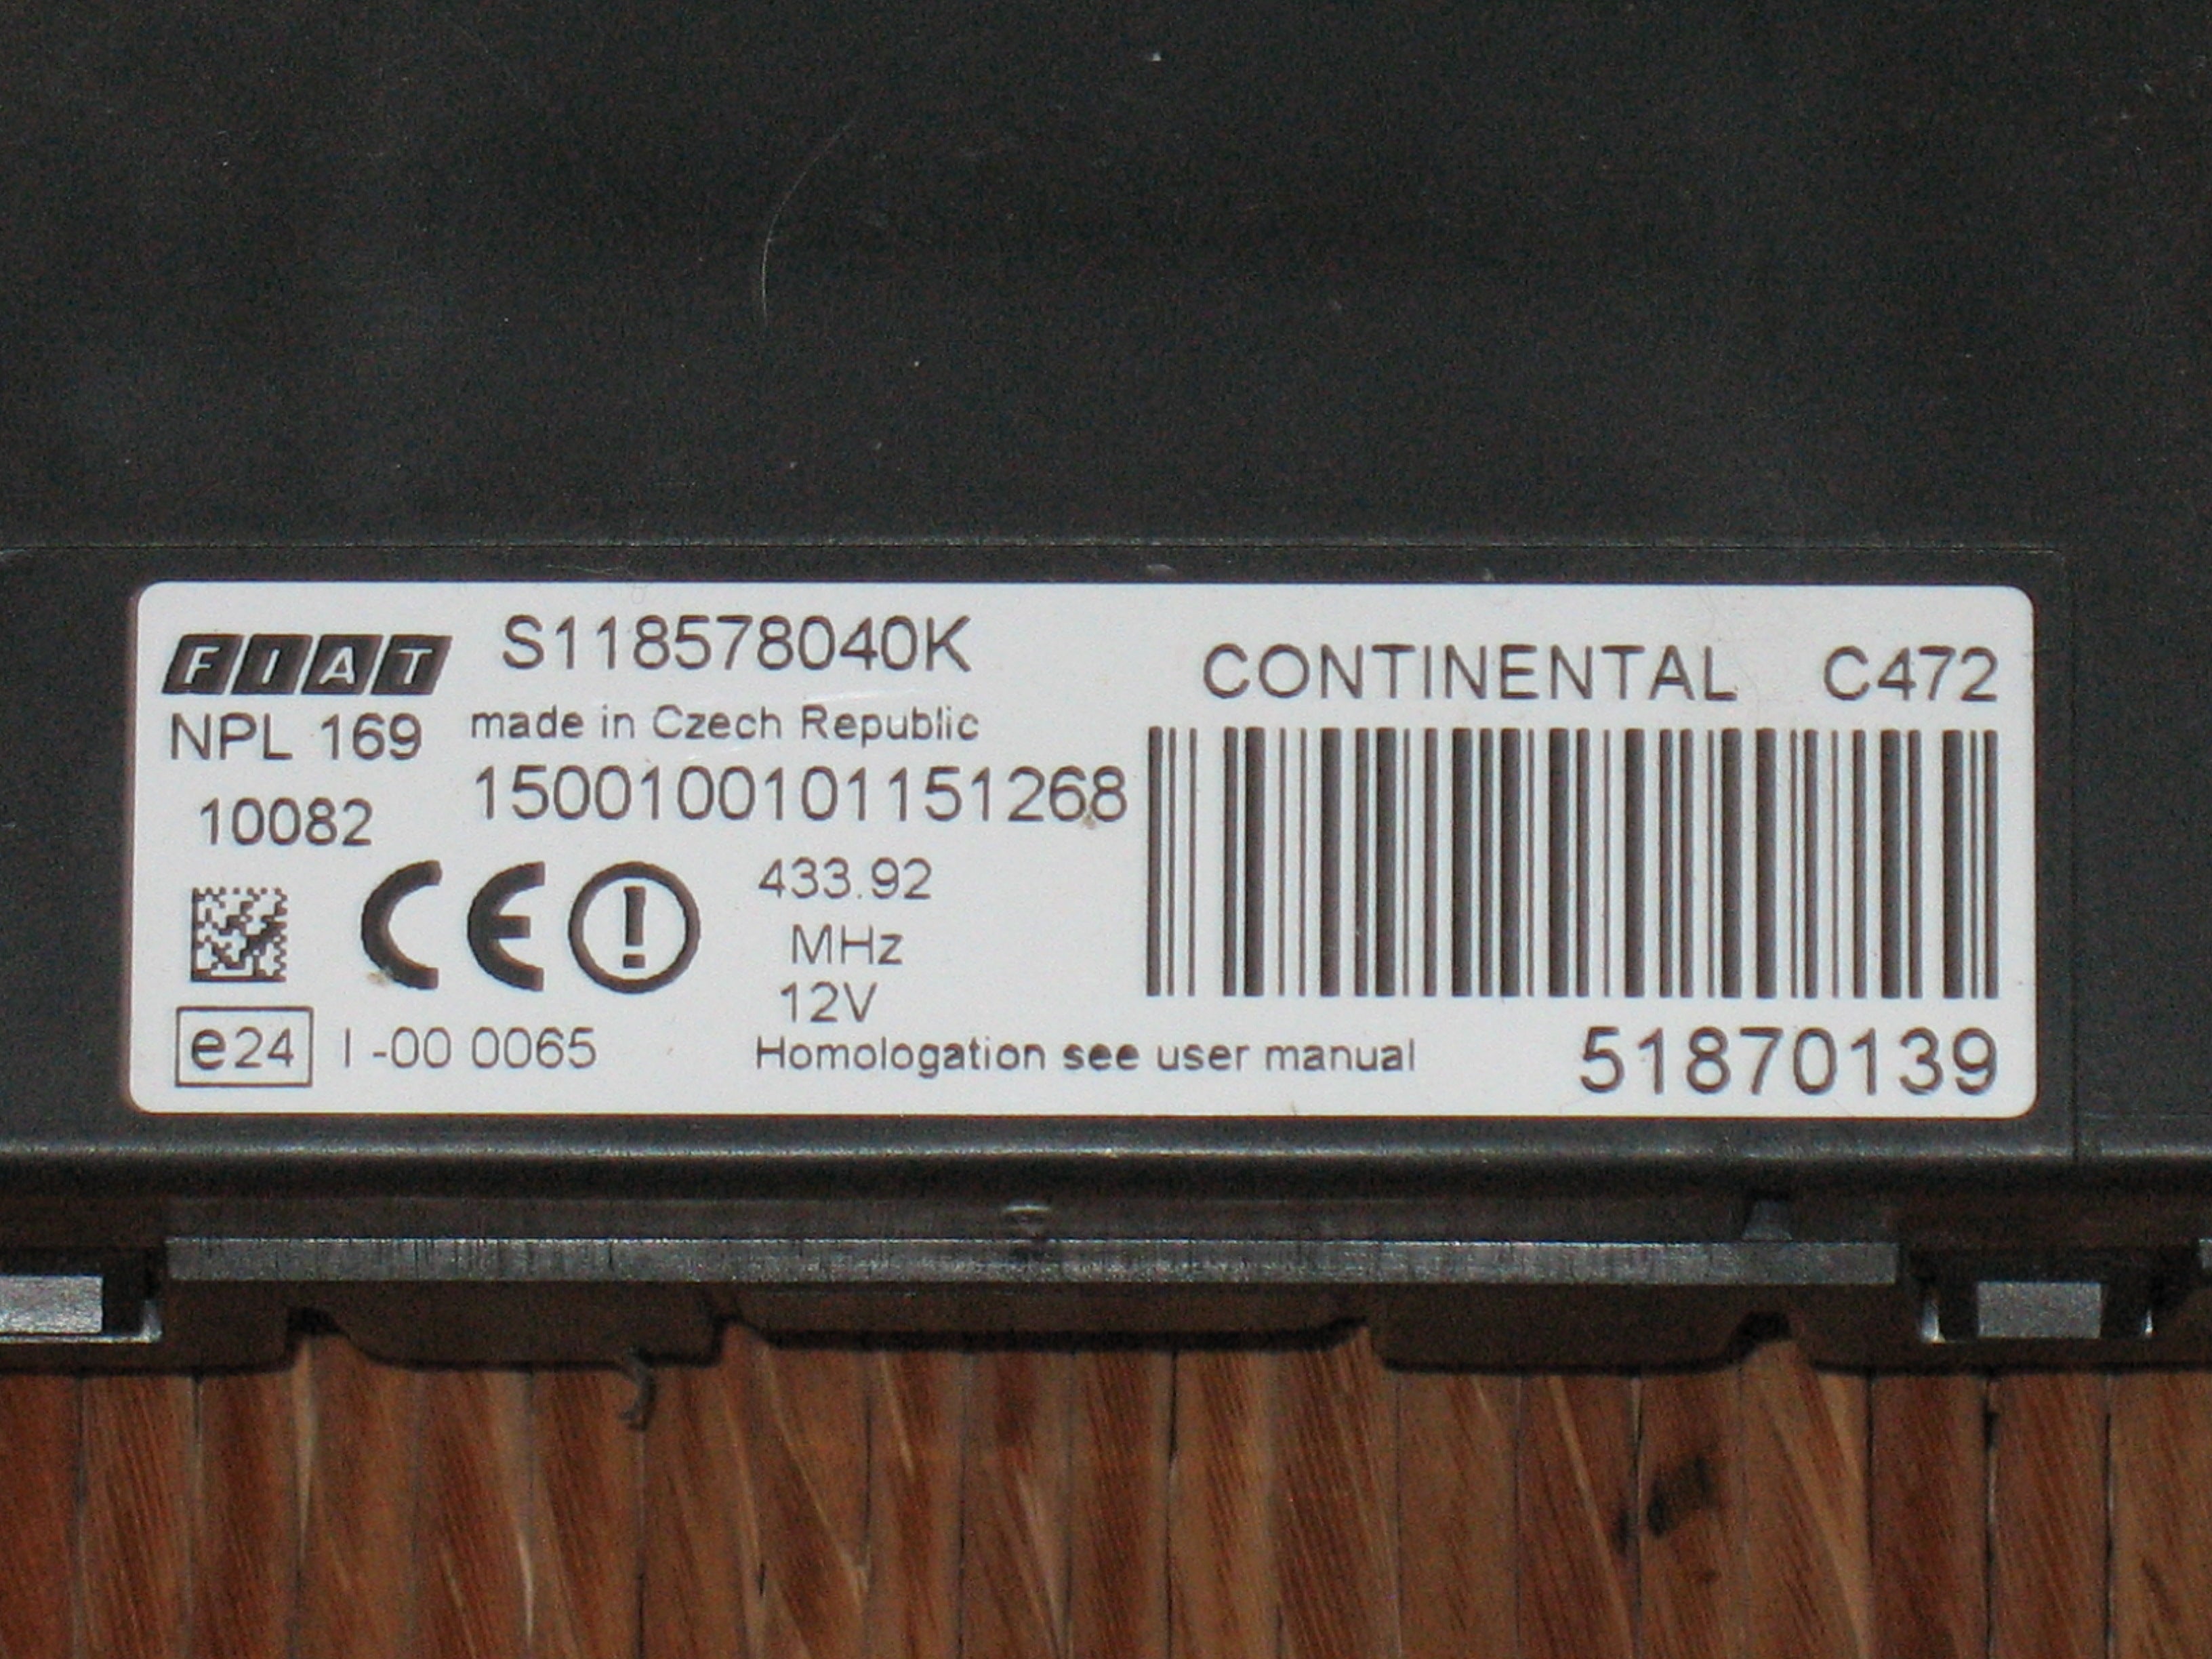 FIAT S118578040K
CONTINENTAL C472
NPL 169 made in Czech Republic
10082 1500100101151268
433.92
MHz
12V
e24 I -00 0065
Homologation see user manual
51870139